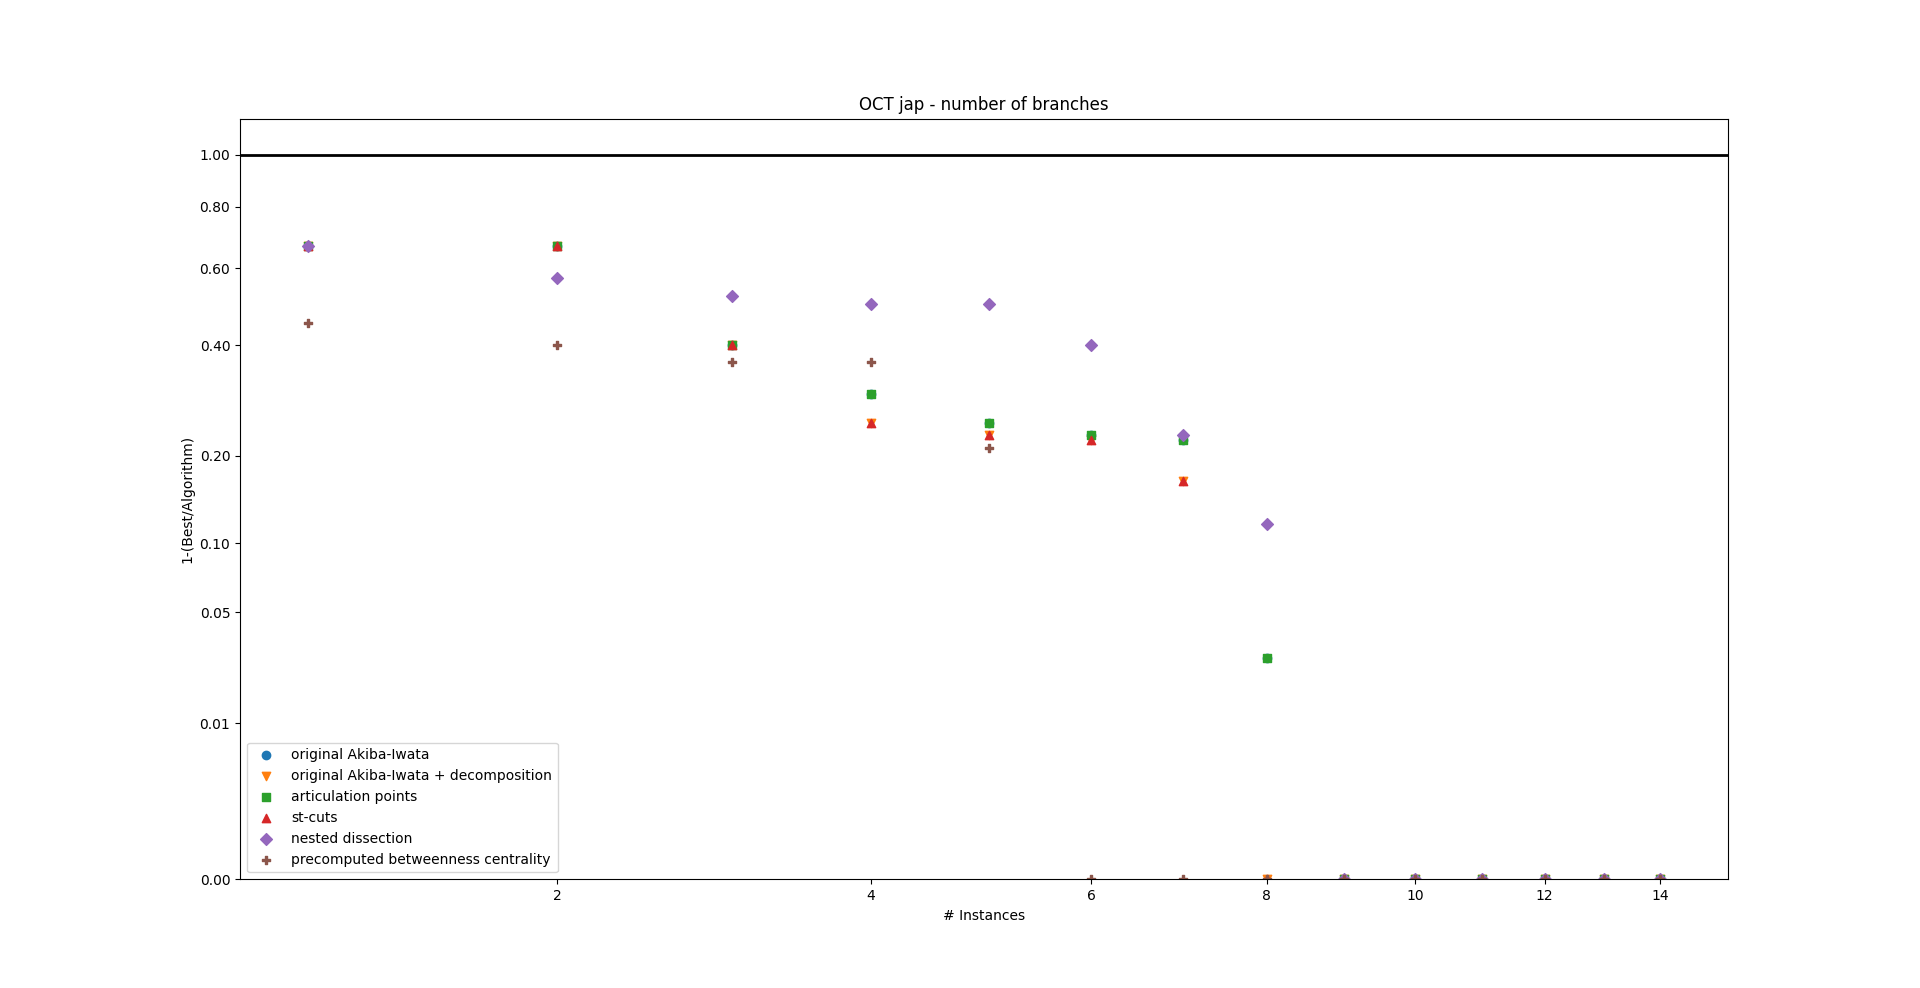 OCT jap - number of branches
1.00
0.80
0.60
0.40
0.20
0.10
0.05
0.01
0.00
1-(Best/Algorithm)
original Akiba-Iwata
original Akiba-Iwata + decomposition
articulation points
st-cuts
nested dissection
precomputed betweenness centrality
2 4 6 8 10 12 14
# Instances